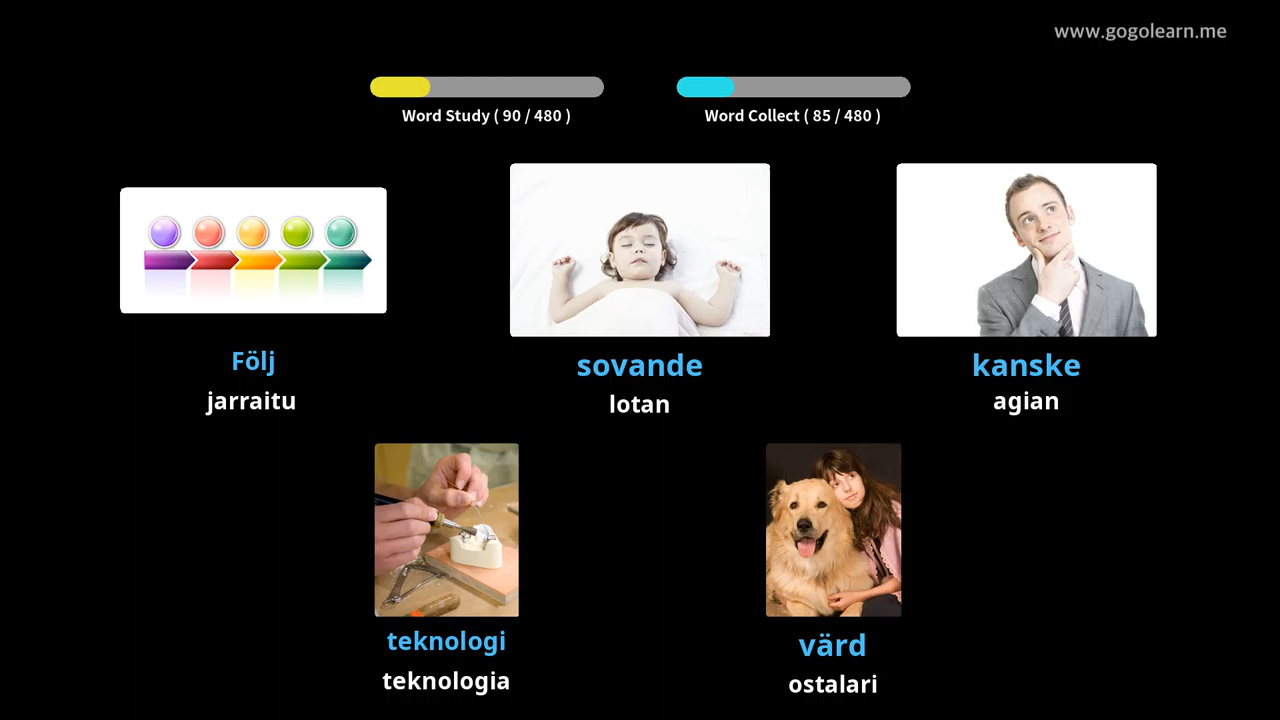 www.gogolearn.me
Word Study ( 90 / 480 )
Word Collect ( 85 / 480 )
Följ
jarraitu
sovande
lotan
kanske
agian
teknologi
teknologia
värd
ostalari